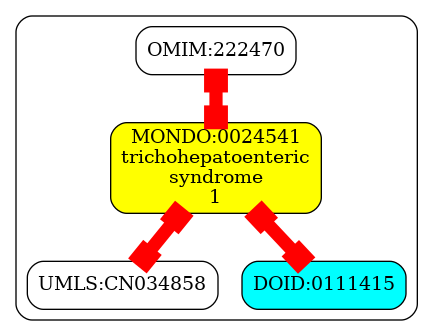 OMIM:222470
MONDO:0024541
trichohepatoenteric
syndrome
1
UMLS:CN034858
DOID:0111415